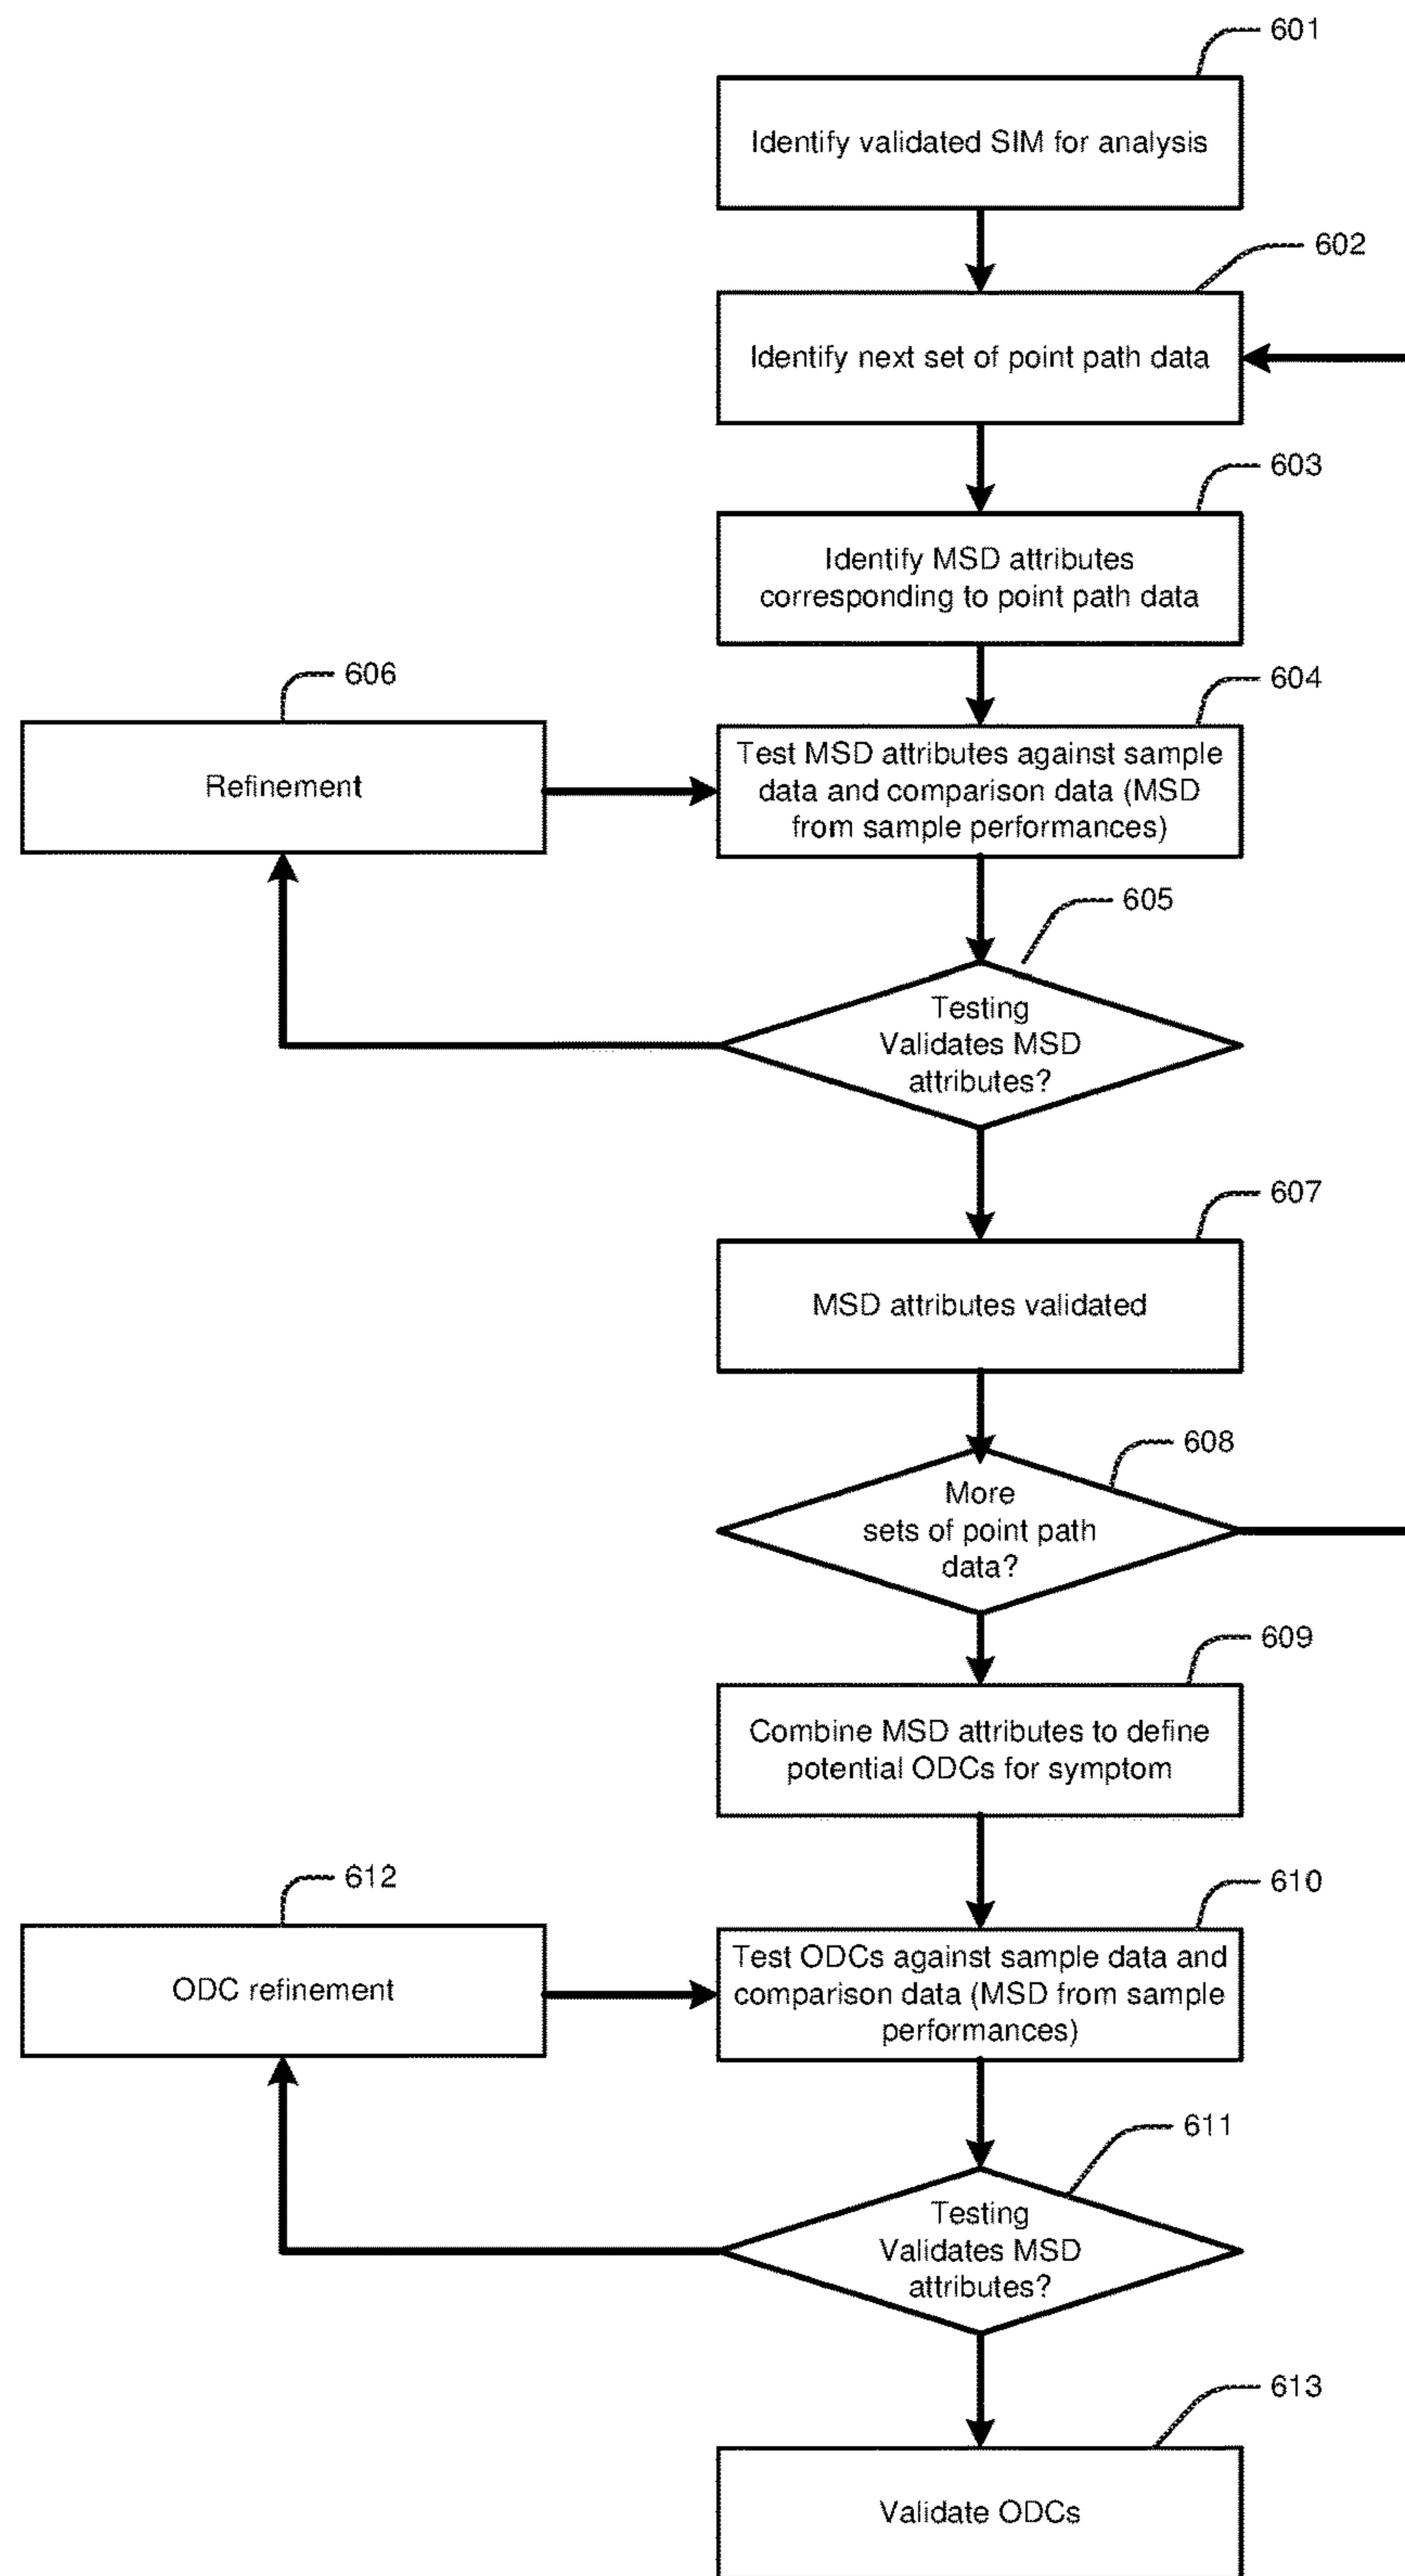 601
Identify validated SIM for analysis
602
Identify next set of point path data
603
Identify MSD attributes
corresponding to point path data
606
Refinement
604
Test MSD attributes against sample
data and comparison data (MSD
from sample performances)
605
Testing
Validates MSD
attributes?
607
MSD attributes validated
608
More
sets of point path
data?
609
Combine MSD attributes to define
potential ODCs for symptom
612
ODC refinement
610
Test ODCs against sample data and
comparison data (MSD from sample
performances)
611
Testing
Validates MSD
attributes?
613
Validate ODCs